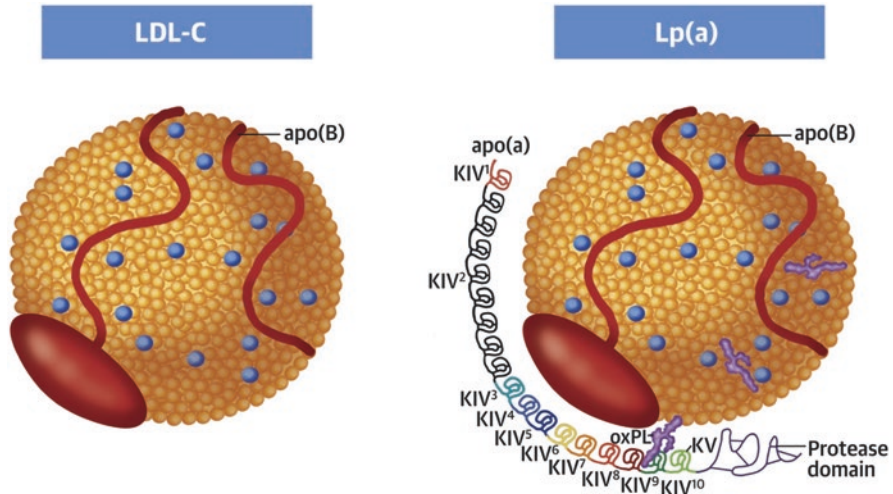 LDL-C
apo(B)
Lp(a)
apo(B)
apo(a)
KIV¹
KIV²
KIV³
KIV⁴
KIV⁵
KIV⁶
KIV⁷
KIV⁸
KIV⁹
KIV¹⁰
oxPL
KV
Protease
domain